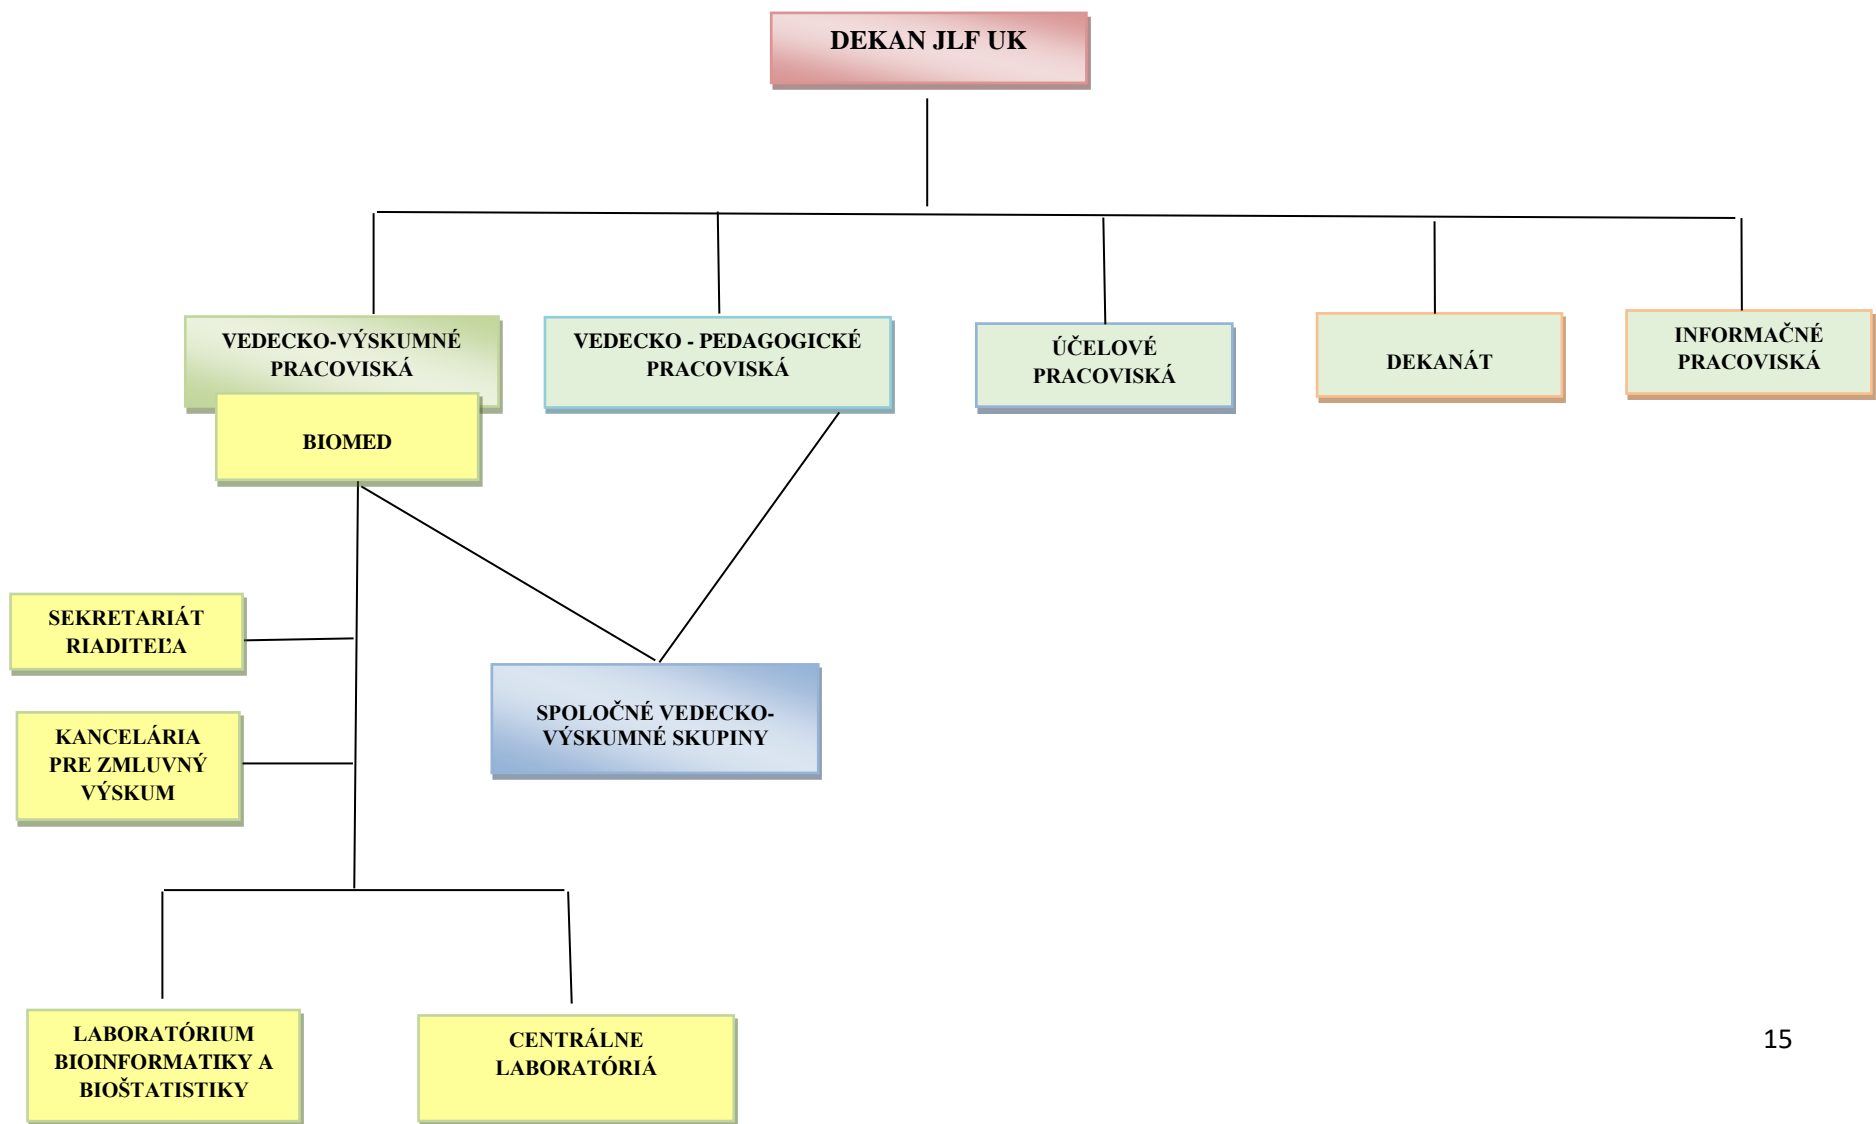 DEKAN JLF UK
VEDECKO-VÝSKUMNÉ
PRACOVISKÁ
VEDECKO - PEDAGOGICKÉ
PRACOVISKÁ
ÚČELOVÉ
PRACOVISKÁ
DEKANÁT
INFORMAČNÉ
PRACOVISKÁ
BIOMED
SEKRETARIÁT
RIADITEĽA
KANCELÁRIA
PRE ZMLUVNÝ
VÝSKUM
SPOLOČNÉ VEDECKO-
VÝSKUMNÉ SKUPINY
LABORATÓRIUM
BIOINFORMATIKY A
BIOŠTATISTIKY
CENTRÁLNE
LABORATÓRIÁ
15